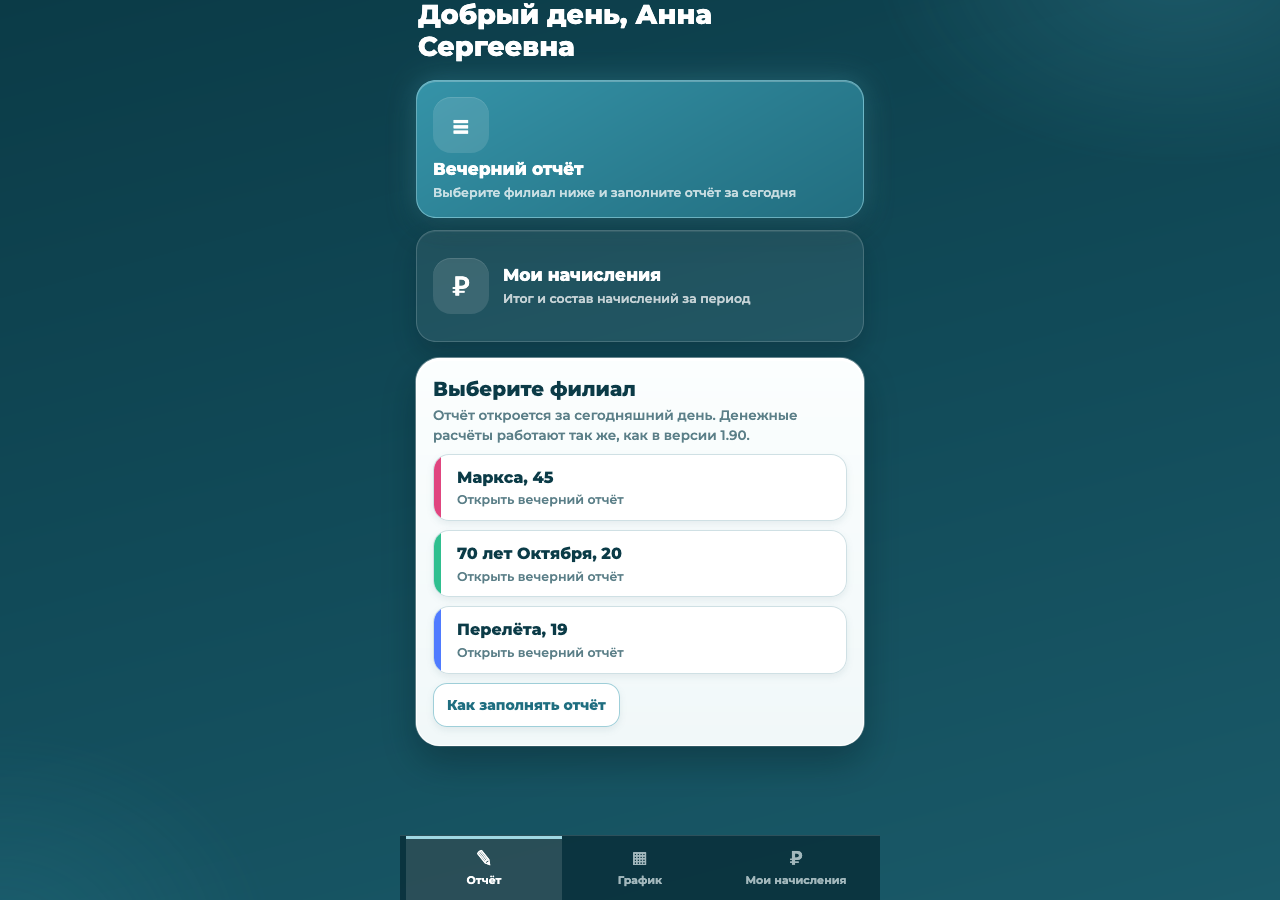 Добрый день, Анна
Сергеевна
Вечерний отчёт
Выберите филиал ниже и заполните отчёт за сегодня
₽
Мои начисления
Итог и состав начислений за период
Выберите филиал
Отчёт откроется за сегодняшний день. Денежные
расчёты работают так же, как в версии 1.90.
Маркса, 45
Открыть вечерний отчёт
70 лет Октября, 20
Открыть вечерний отчёт
Перелёта, 19
Открыть вечерний отчёт
Как заполнять отчёт
Отчёт
График
₽
Мои начисления